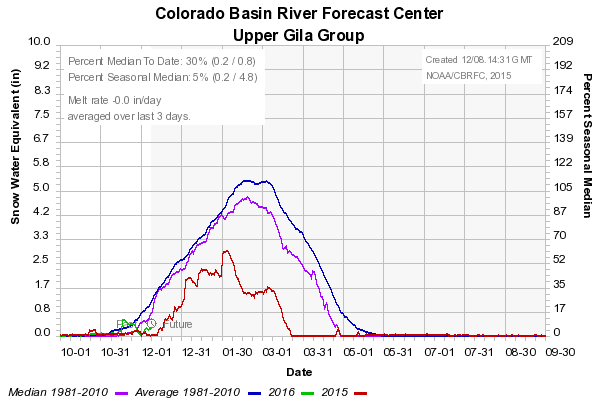 Colorado Basin River Forecast Center
Upper Gila Group
Percent Median To Date: 30% (0.2 / 0.8)
Percent Seasonal Median: 5% (0.2 / 4.8)
Melt rate -0.0 in/day
averaged over last 3 days.
Created 12/08.14:31 GMT
NOAA/CBRFC, 2015
Snow Water Equivalent (in)
10.0
9.2
8.3
7.5
6.7
5.8
5.0
4.2
3.3
2.5
1.7
0.8
0.0
209
192
174
157
139
122
105
87
70
52
35
17
0
Percent Seasonal Median
Future
10-01 10-31 12-01 12-31 01-30 03-01 03-31 05-01 05-31 07-01 07-31 08-30 09-30
Date
Median 1981-2010 Average 1981-2010 2016 2015